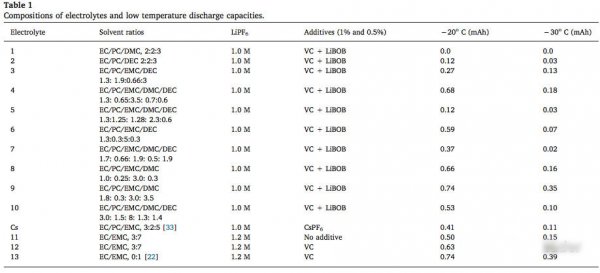 Table 1
Compositions of electrolytes and low temperature discharge capacities.
Electrolyte Solvent ratios LiPF6 Additives (1% and 0.5%) −20° C (mAh) −30° C (mAh)
1 EC/PC/DMC, 2:2:3 1.0 M VC + LiBOB 0.0 0.0
2 EC/PC/DEC 2:2:3 1.0 M VC + LiBOB 0.12 0.03
3 EC/PC/EMC/DEC 1.0 M VC + LiBOB 0.27 0.13
1.3: 1.9:0.66:3
4 EC/PC/EMC/DMC/DEC 1.0 M VC + LiBOB 0.68 0.18
1.3: 0.65:3.5: 0.7:0.6
5 EC/PC/EMC/DMC/DEC 1.0 M VC + LiBOB 0.12 0.03
1.3:1.25: 1.28: 2.3:0.6
6 EC/PC/EMC/DEC 1.0 M VC + LiBOB 0.59 0.07
1.3:0.3:5:0.3
7 EC/PC/EMC/DMC/DEC 1.0 M VC + LiBOB 0.37 0.02
1.7: 0.66: 1.9: 0.5: 1.9
8 EC/PC/EMC/DMC 1.0 M VC + LiBOB 0.66 0.16
1.0: 0.25: 3.0: 0.3
9 EC/PC/EMC/DMC 1.0 M VC + LiBOB 0.74 0.35
1.8: 0.3: 3.0: 3.5
10 EC/PC/EMC/DMC/DEC 1.0 M VC + LiBOB 0.53 0.10
3.0: 1.5: 8: 1.3: 1.4
Cs EC/PC/EMC, 3:2:5 [33] 1.0 M CsPF6 0.41 0.11
11 EC/EMC, 3:7 1.2 M No additive 0.50 0.15
12 EC/EMC, 3:7 1.2 M VC 0.63
13 EC/EMC, 0:1 [22] 1.2 M VC 0.74 0.39